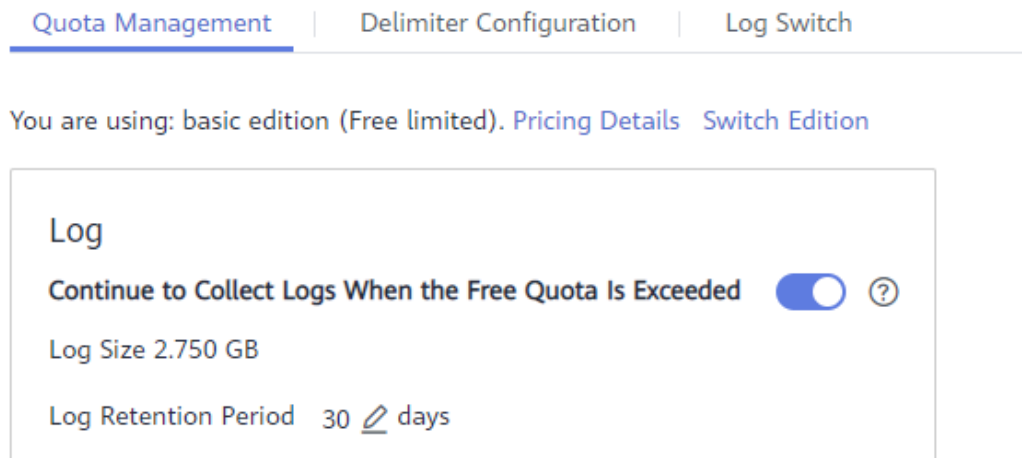 Quota Management Delimiter Configuration Log Switch
You are using: basic edition (Free limited). Pricing Details Switch Edition
Log
Continue to Collect Logs When the Free Quota Is Exceeded ?
Log Size 2.750 GB
Log Retention Period 30 days